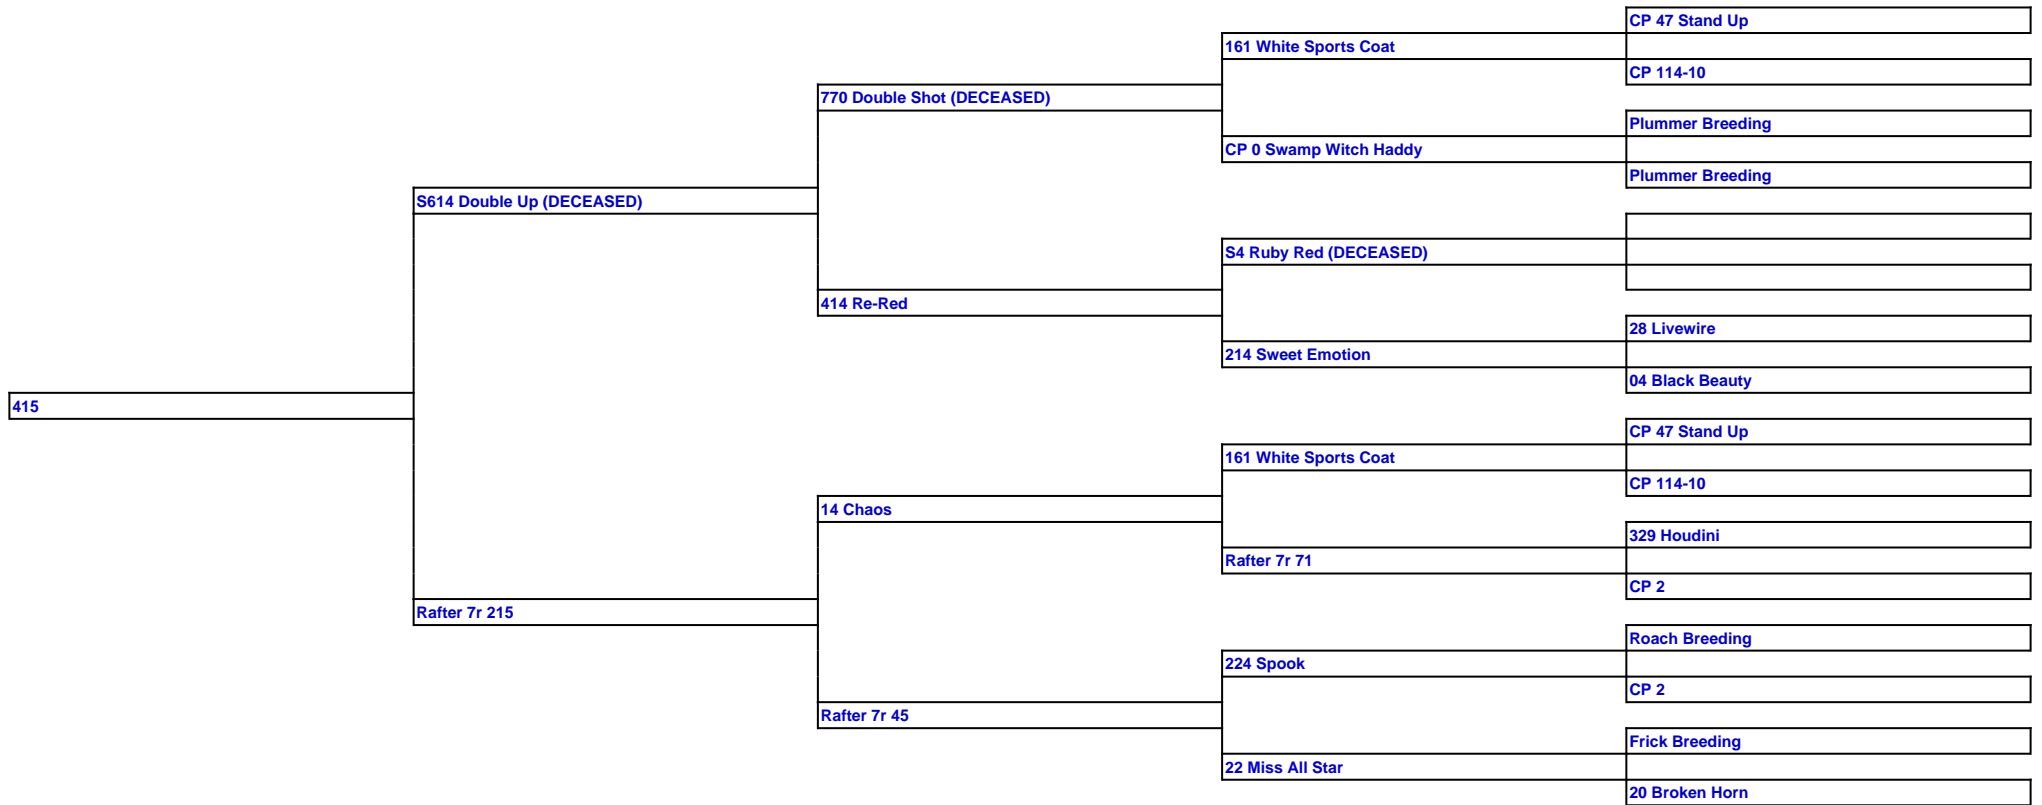 CP 47 Stand Up
161 White Sports Coat
CP 114-10
770 Double Shot (DECEASED)
Plummer Breeding
CP 0 Swamp Witch Haddy
Plummer Breeding
S614 Double Up (DECEASED)
S4 Ruby Red (DECEASED)
414 Re-Red
28 Livewire
214 Sweet Emotion
04 Black Beauty
415
CP 47 Stand Up
161 White Sports Coat
CP 114-10
14 Chaos
329 Houdini
Rafter 7r 71
CP 2
Rafter 7r 215
Roach Breeding
224 Spook
CP 2
Rafter 7r 45
Frick Breeding
22 Miss All Star
20 Broken Horn